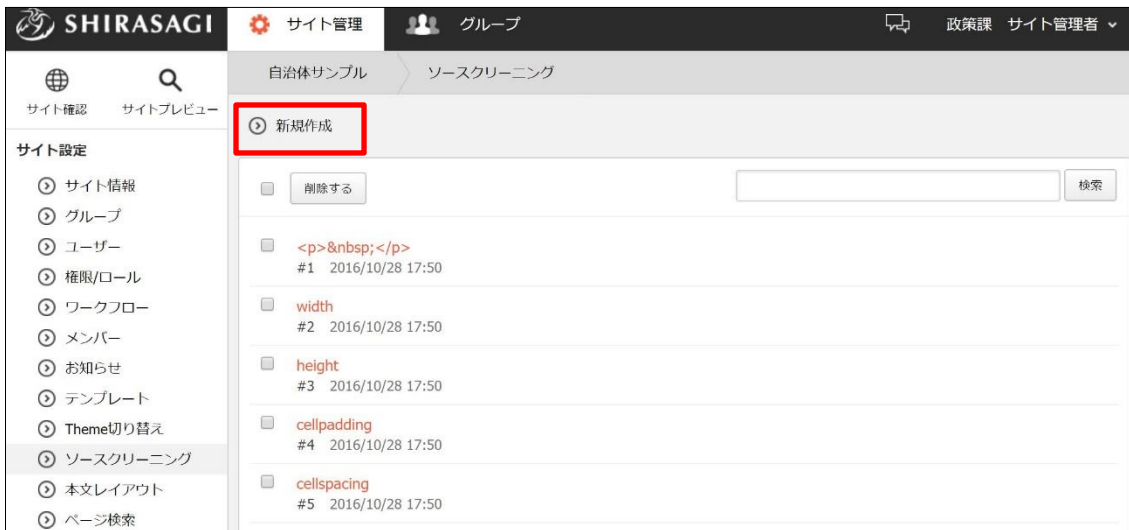 SHIRASAGI
サイト管理
グループ
政策課 サイト管理者
サイト確認
サイトプレビュー
サイト設定
サイト情報
グループ
ユーザー
権限/ロール
ワークフロー
メンバー
お知らせ
テンプレート
Theme切り替え
ソースクリーニング
本文レイアウト
ページ検索
自治体サンプル
ソースクリーニング
新規作成
削除する
検索
<p>&nbsp;</p>
#1 2016/10/28 17:50
width
#2 2016/10/28 17:50
height
#3 2016/10/28 17:50
cellpadding
#4 2016/10/28 17:50
cellspacing
#5 2016/10/28 17:50